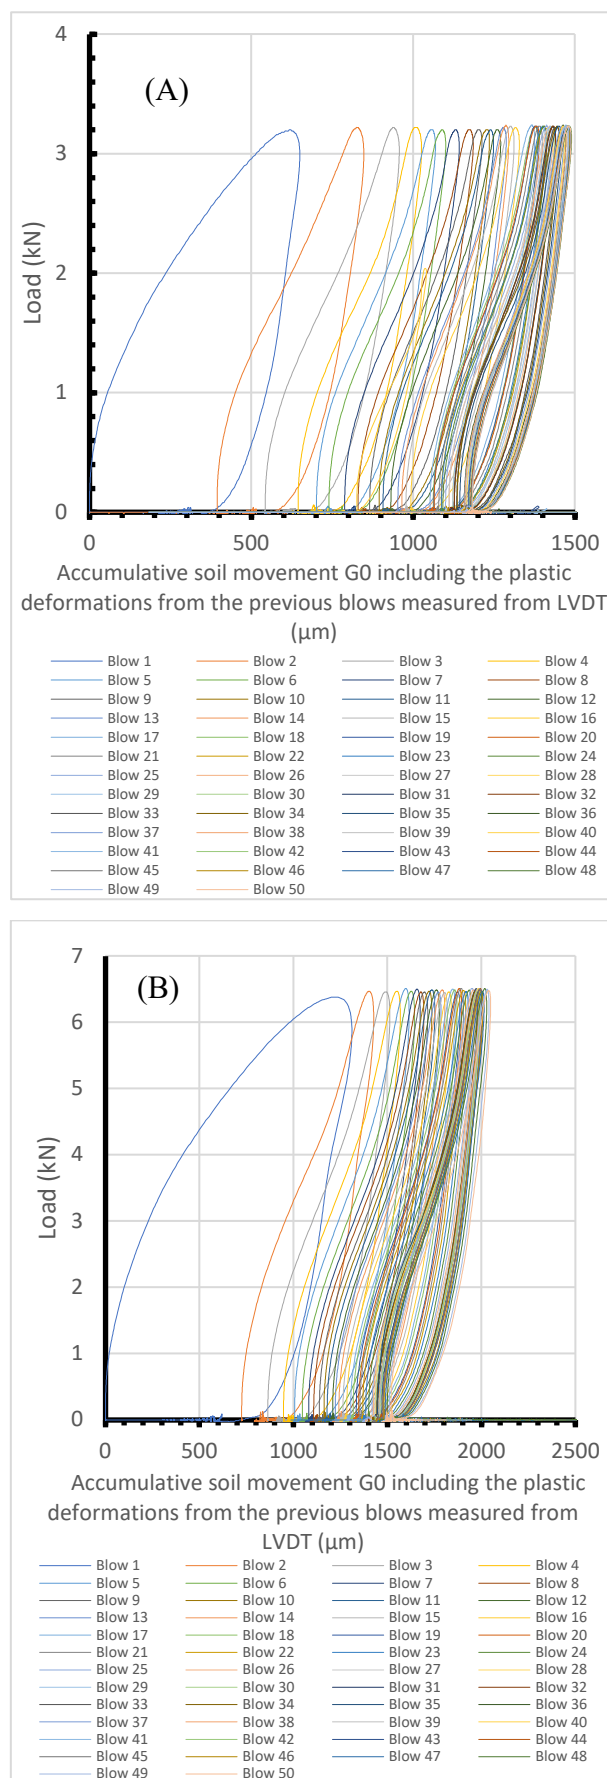 (A)
4
3
2
1
0
Load (kN)
0 500 1000 1500
Accumulative soil movement G0 including the plastic
deformations from the previous blows measured from LVDT
(μm)
Blow 1 Blow 2 Blow 3 Blow 4
Blow 5 Blow 6 Blow 7 Blow 8
Blow 9 Blow 10 Blow 11 Blow 12
Blow 13 Blow 14 Blow 15 Blow 16
Blow 17 Blow 18 Blow 19 Blow 20
Blow 21 Blow 22 Blow 23 Blow 24
Blow 25 Blow 26 Blow 27 Blow 28
Blow 29 Blow 30 Blow 31 Blow 32
Blow 33 Blow 34 Blow 35 Blow 36
Blow 37 Blow 38 Blow 39 Blow 40
Blow 41 Blow 42 Blow 43 Blow 44
Blow 45 Blow 46 Blow 47 Blow 48
Blow 49 Blow 50
(B)
7
6
5
4
3
2
1
0
Load (kN)
0 500 1000 1500 2000 2500
Accumulative soil movement G0 including the plastic
deformations from the previous blows measured from
LVDT (μm)
Blow 1 Blow 2 Blow 3 Blow 4
Blow 5 Blow 6 Blow 7 Blow 8
Blow 9 Blow 10 Blow 11 Blow 12
Blow 13 Blow 14 Blow 15 Blow 16
Blow 17 Blow 18 Blow 19 Blow 20
Blow 21 Blow 22 Blow 23 Blow 24
Blow 25 Blow 26 Blow 27 Blow 28
Blow 29 Blow 30 Blow 31 Blow 32
Blow 33 Blow 34 Blow 35 Blow 36
Blow 37 Blow 38 Blow 39 Blow 40
Blow 41 Blow 42 Blow 43 Blow 44
Blow 45 Blow 46 Blow 47 Blow 48
Blow 49 Blow 50